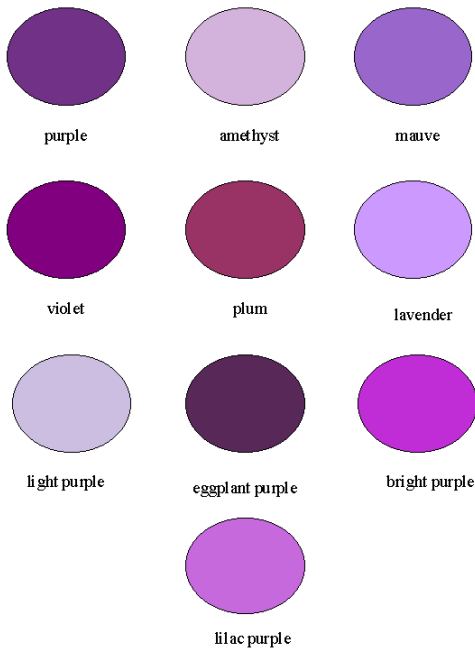 purple
amethyst
mauve
violet
plum
lavender
light purple
eggplant purple
bright purple
lilac purple